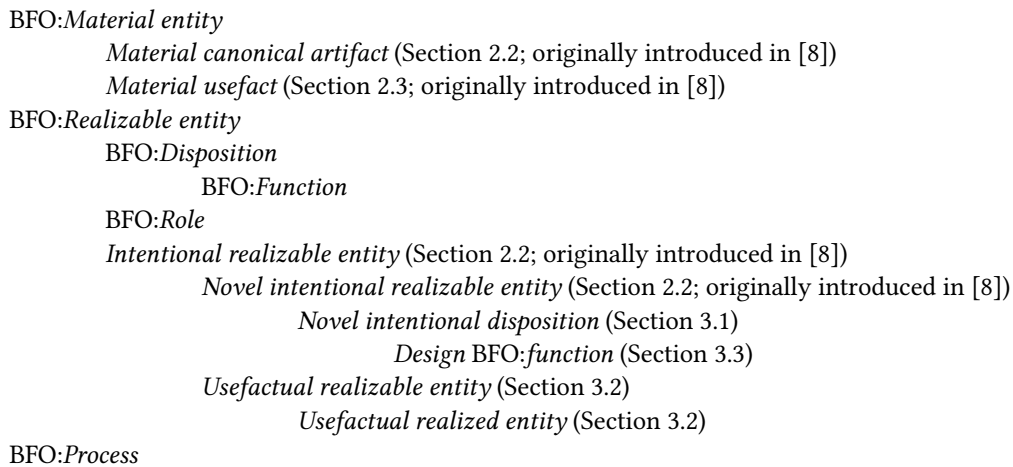 BFO:Material entity
Material canonical artifact (Section 2.2; originally introduced in [8])
Material usefact (Section 2.3; originally introduced in [8])
BFO:Realizable entity
BFO:Disposition
BFO:Function
BFO:Role
Intentional realizable entity (Section 2.2; originally introduced in [8])
Novel intentional realizable entity (Section 2.2; originally introduced in [8])
Novel intentional disposition (Section 3.1)
Design BFO:function (Section 3.3)
Usefactual realizable entity (Section 3.2)
Usefactual realized entity (Section 3.2)
BFO:Process